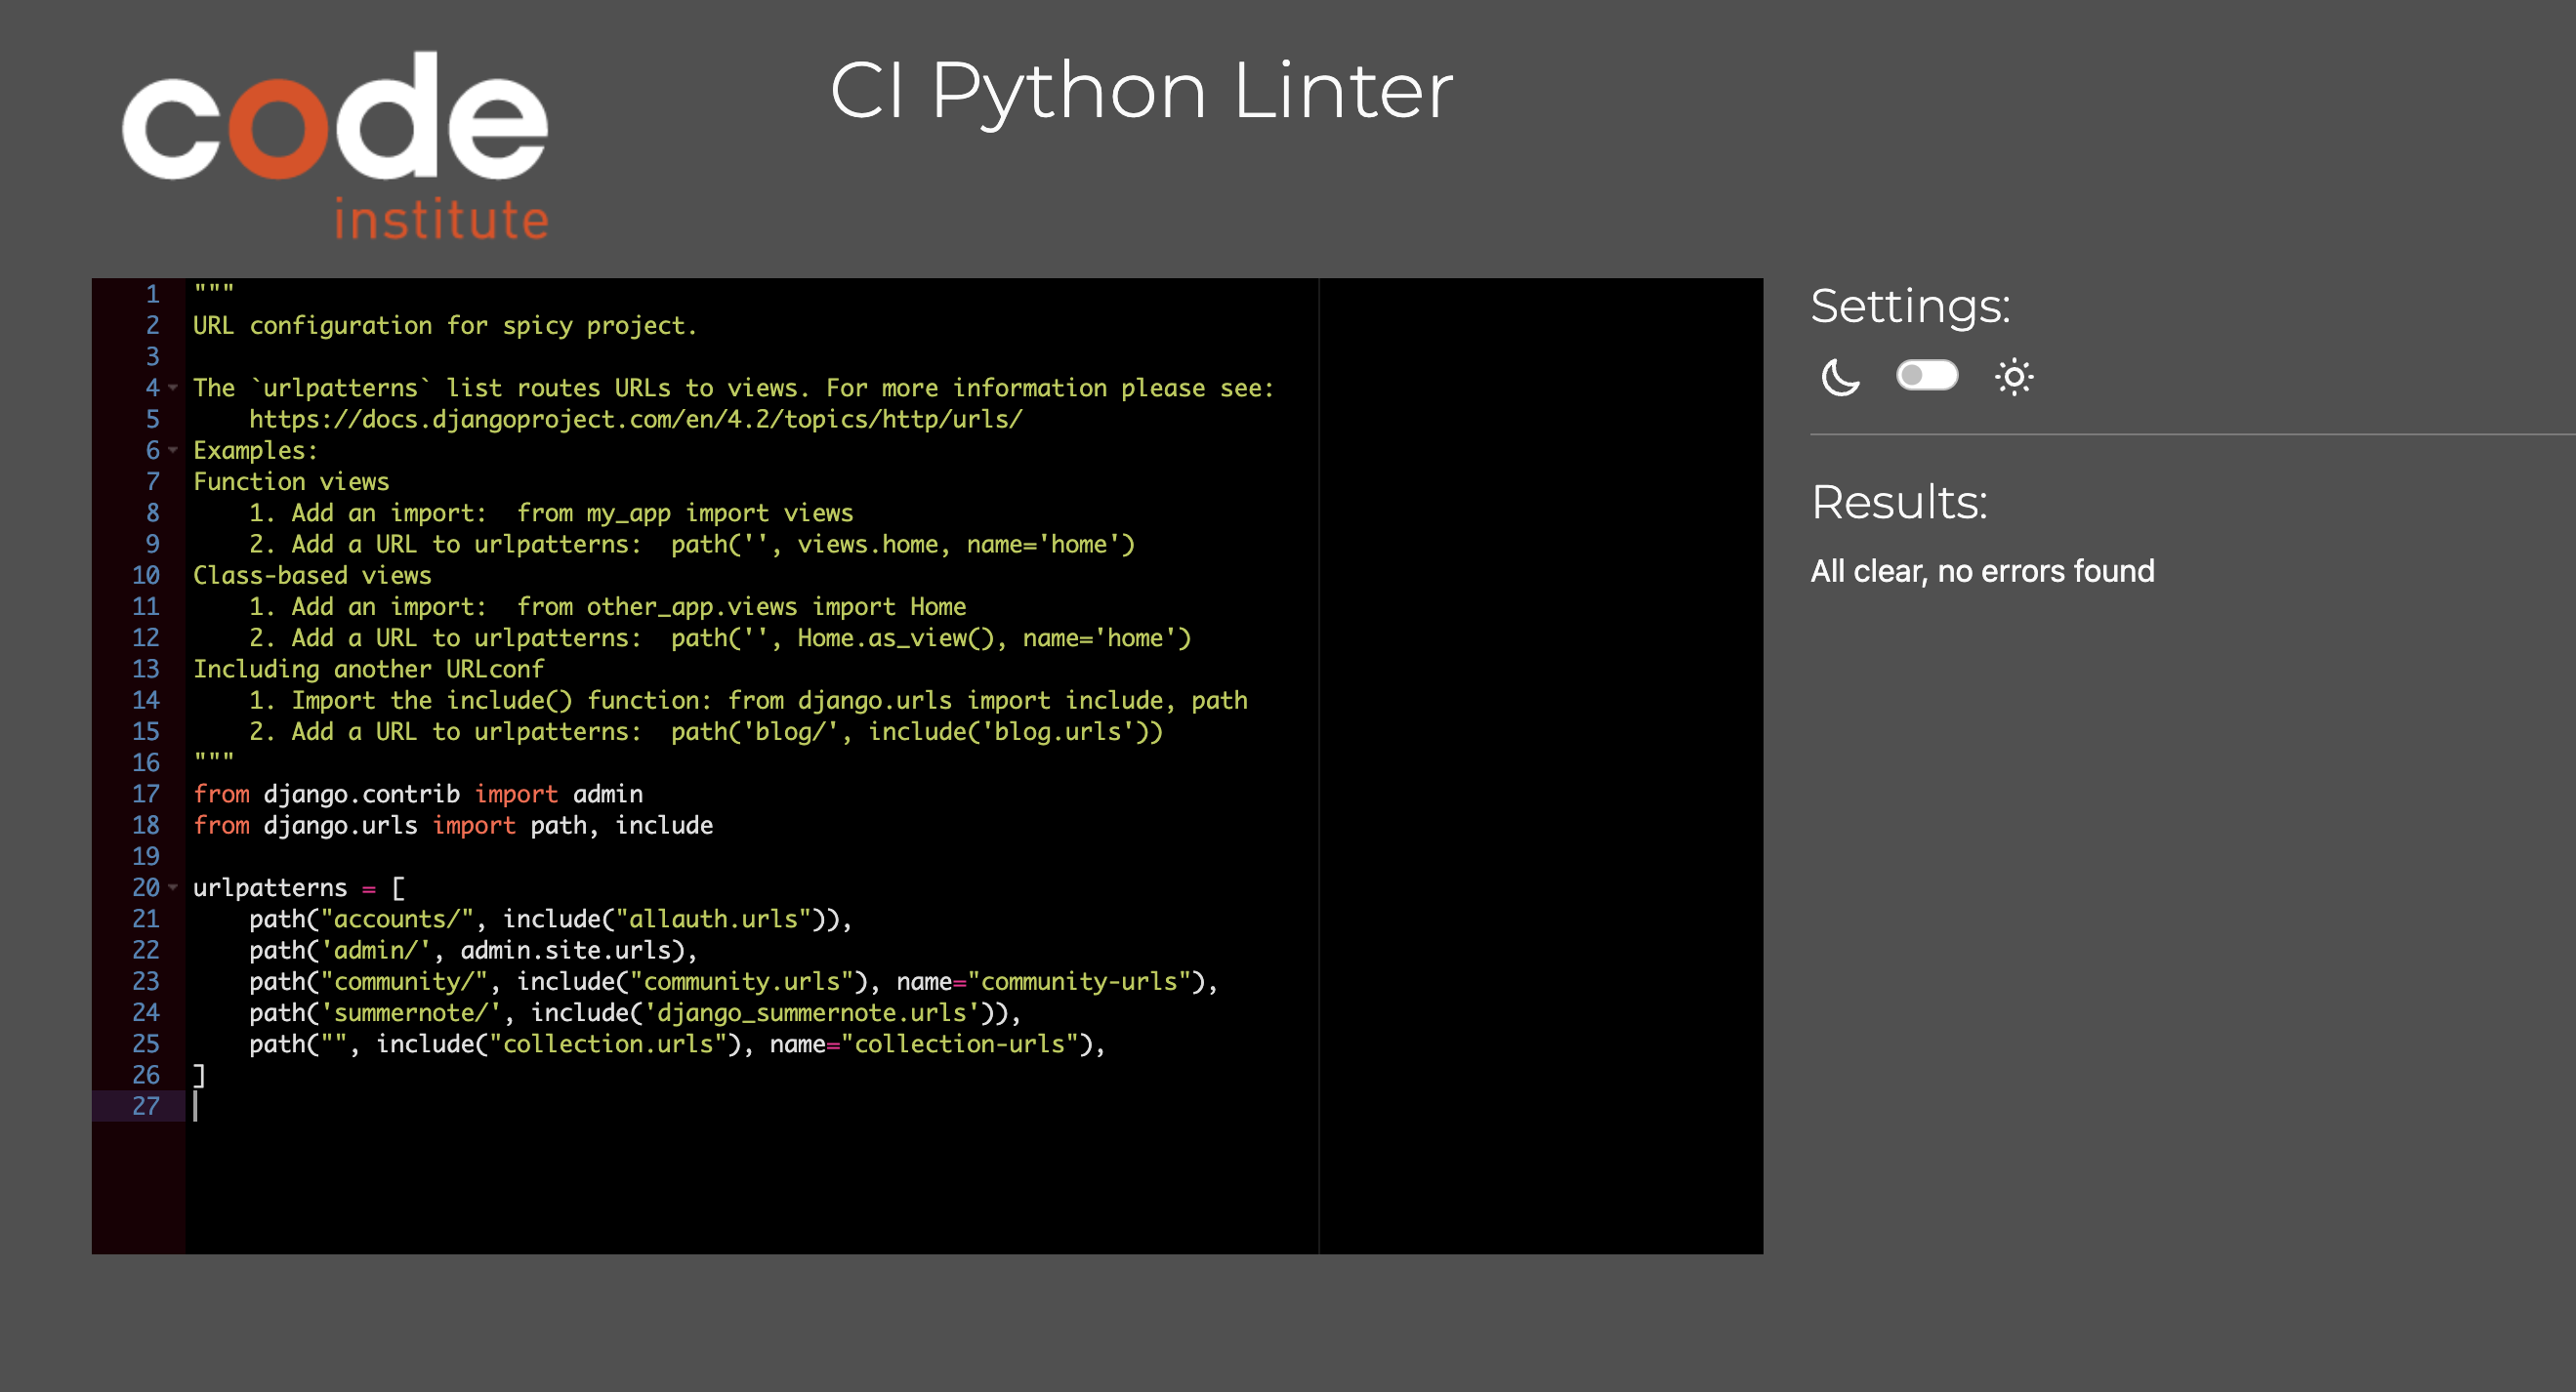 code
institute
CI Python Linter
1 """
2 URL configuration for spicy project.
3
4 The `urlpatterns` list routes URLs to views. For more information please see:
5     https://docs.djangoproject.com/en/4.2/topics/http/urls/
6 Examples:
7 Function views
8     1. Add an import:  from my_app import views
9     2. Add a URL to urlpatterns:  path('', views.home, name='home')
10 Class-based views
11     1. Add an import:  from other_app.views import Home
12     2. Add a URL to urlpatterns:  path('', Home.as_view(), name='home')
13 Including another URLconf
14     1. Import the include() function: from django.urls import include, path
15     2. Add a URL to urlpatterns:  path('blog/', include('blog.urls'))
16 """
17 from django.contrib import admin
18 from django.urls import path, include
19
20 urlpatterns = [
21     path("accounts/", include("allauth.urls")),
22     path('admin/', admin.site.urls),
23     path("community/", include("community.urls"), name="community-urls"),
24     path('summernote/', include('django_summernote.urls')),
25     path("", include("collection.urls"), name="collection-urls"),
26 ]
27
Settings:
Results:
All clear, no errors found